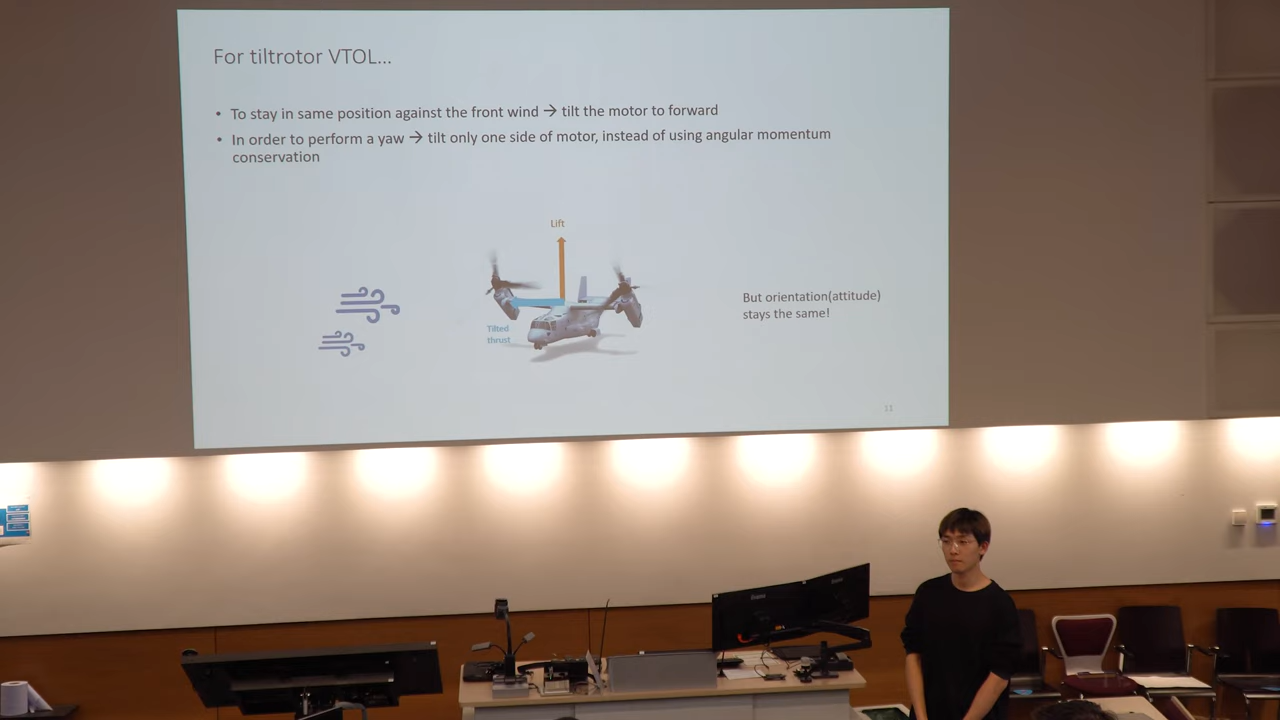 For tiltrotor VTOL...
• To stay in same position against the front wind → tilt the motor to forward
• In order to perform a yaw → tilt only one side of motor, instead of using angular momentum
conservation
Lift
Tilted
thrust
But orientation(attitude)
stays the same!
11